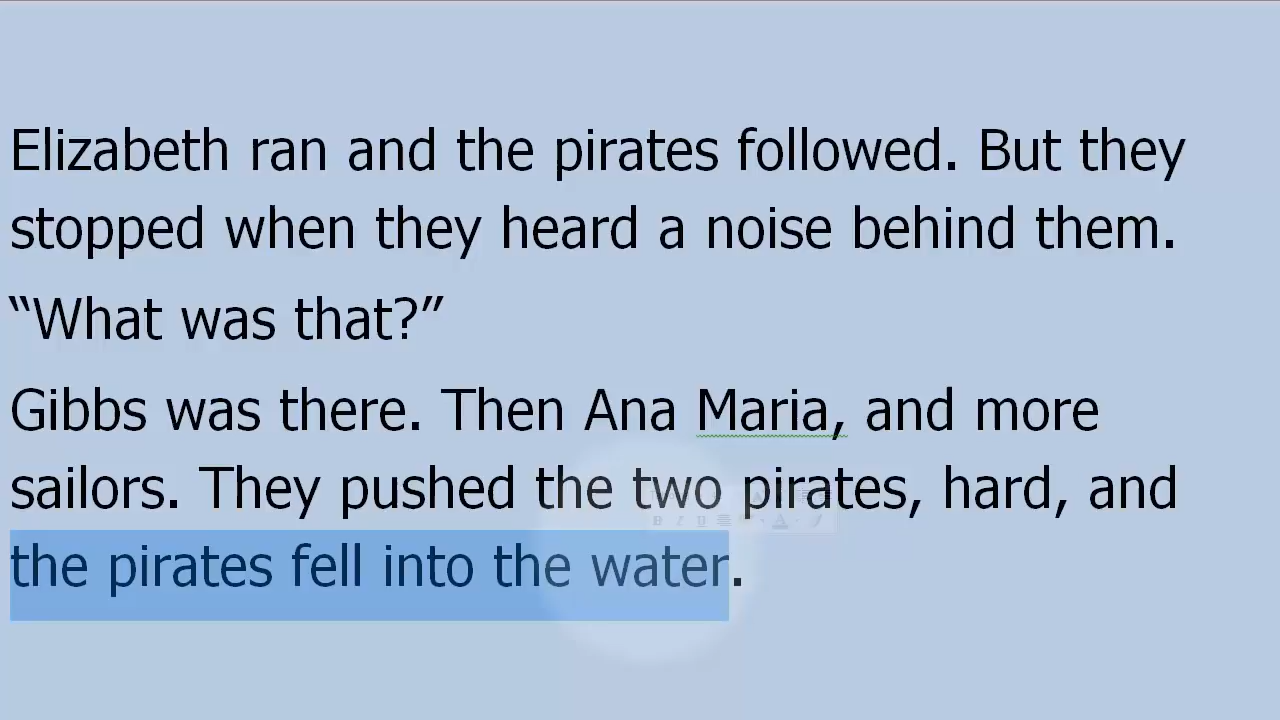 Elizabeth ran and the pirates followed. But they
stopped when they heard a noise behind them.
“What was that?”
Gibbs was there. Then Ana Maria, and more
sailors. They pushed the two pirates, hard, and
the pirates fell into the water.